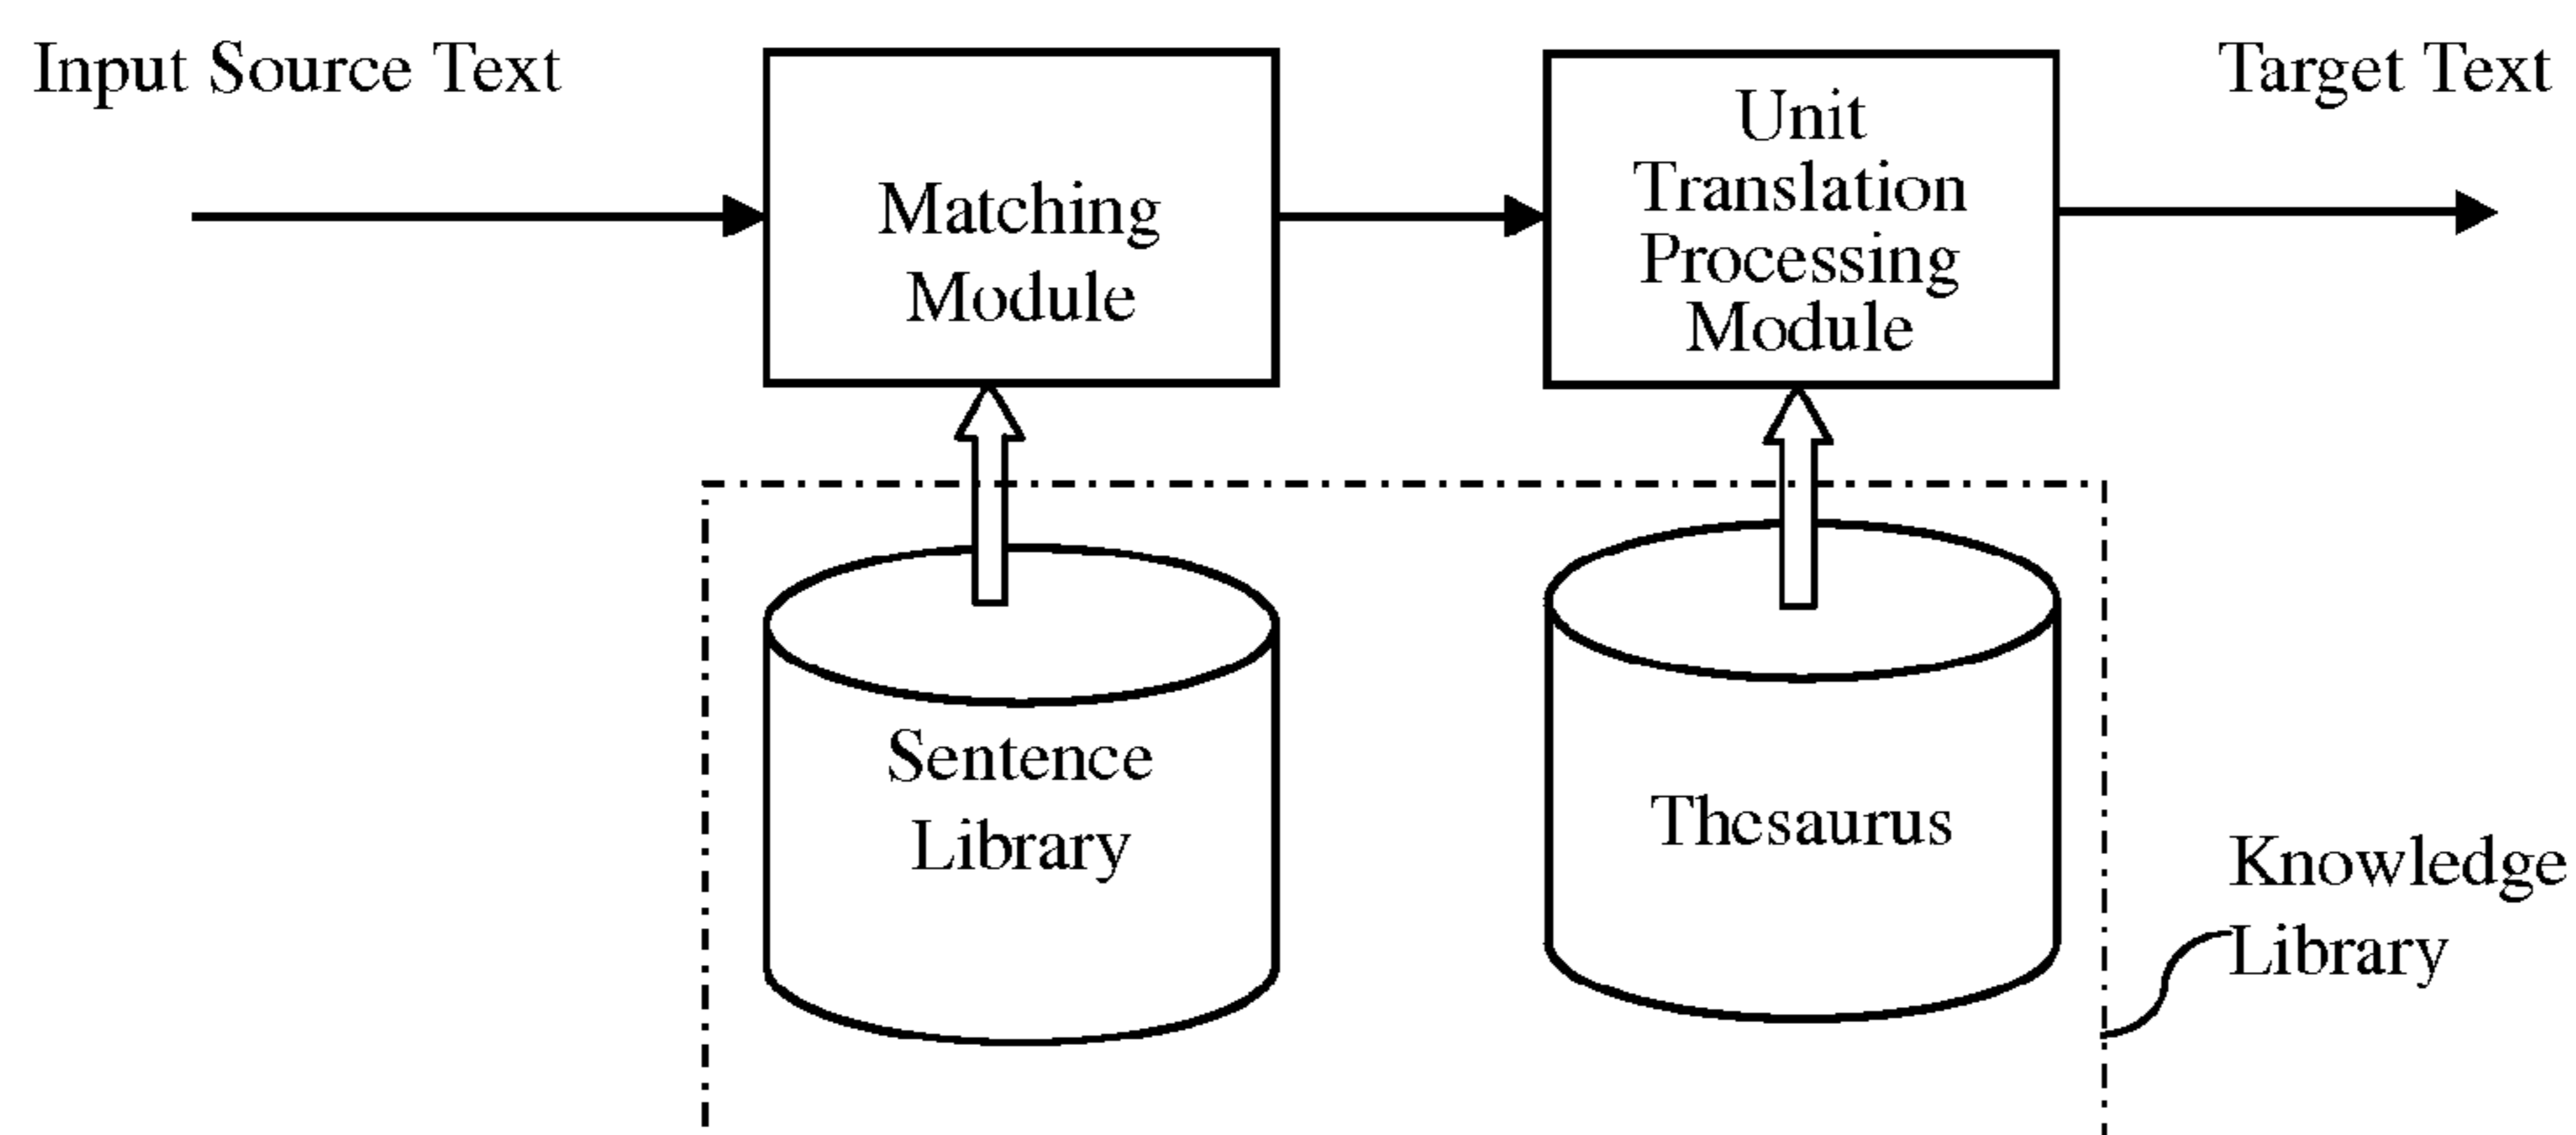 Input Source Text
Matching
Module
Unit
Translation
Processing
Module
Target Text
Sentence
Library
Thesaurus
Knowledge
Library